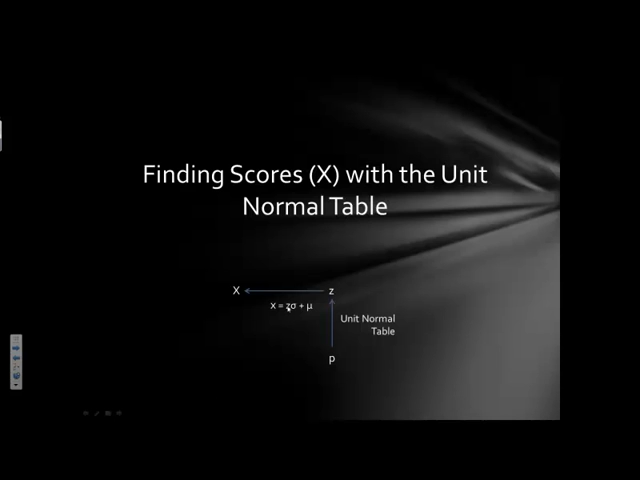 Finding Scores (X) with the Unit
Normal Table
X
z
X = zσ + μ
Unit Normal
Table
p